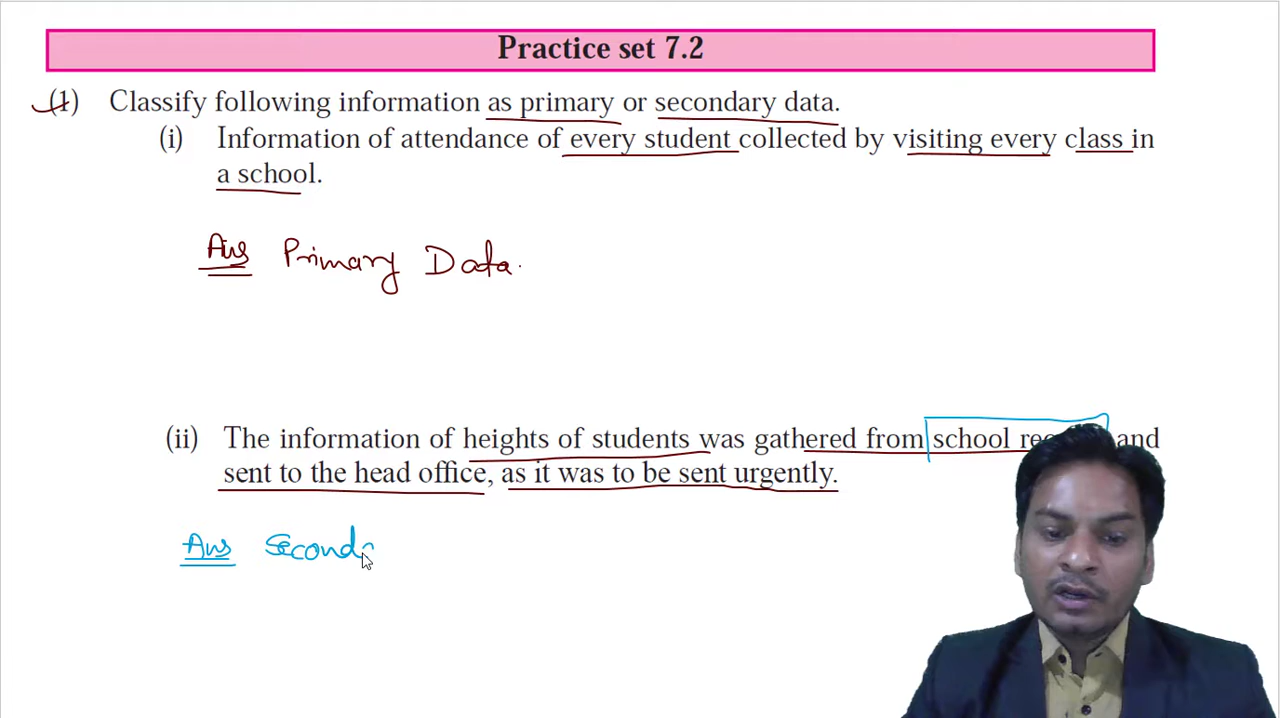 Practice set 7.2
(1) Classify following information as primary or secondary data.
(i) Information of attendance of every student collected by visiting every class in
a school.
Ans Primary Data.
(ii) The information of heights of students was gathered from school and
sent to the head office, as it was to be sent urgently.
Ans